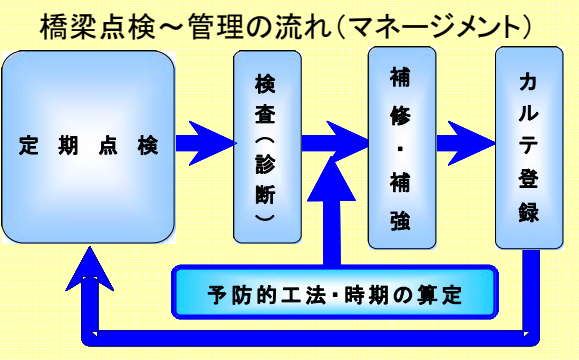 橋梁点検～管理の流れ（マネージメント）
定期点検
検査（診断）
補修・補強
カルテ登録
予防的工法・時期の算定